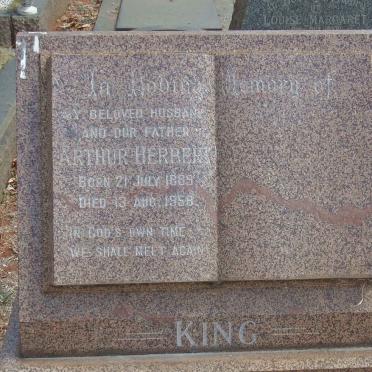 LOUISE MARGARET
In Loving Memory of
MY BELOVED HUSBAND
AND OUR FATHER
ARTHUR HERBERT
BORN 21 JULY 1889
DIED 13 AUG. 1958
IN GOD'S OWN TIME
WE SHALL MEET AGAIN
KING